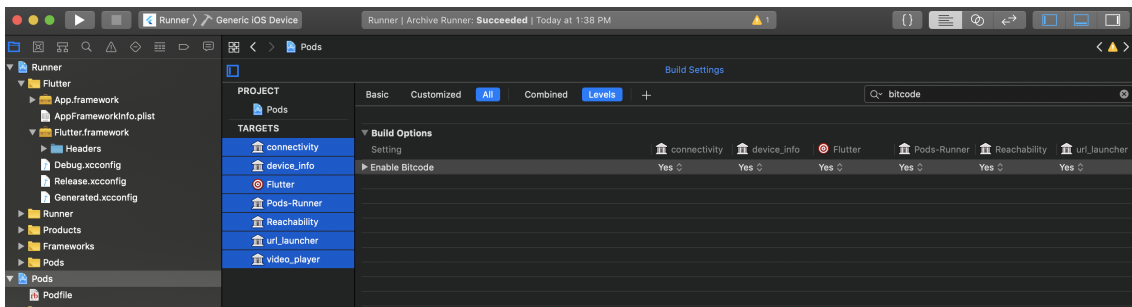 Runner 〉 Generic iOS Device
Runner | Archive Runner: Succeeded | Today at 1:38 PM
1
{ }
Pods
Runner
Flutter
App.framework
AppFrameworkInfo.plist
Flutter.framework
Headers
Debug.xcconfig
Release.xcconfig
Generated.xcconfig
Runner
Products
Frameworks
Pods
Pods
Podfile
Build Settings
PROJECT
Pods
TARGETS
connectivity
device_info
Flutter
Pods-Runner
Reachability
url_launcher
video_player
Basic Customized All Combined Levels + bitcode
Build Options
Setting connectivity device_info Flutter Pods-Runner Reachability url_launcher
Enable Bitcode Yes Yes Yes Yes Yes Yes